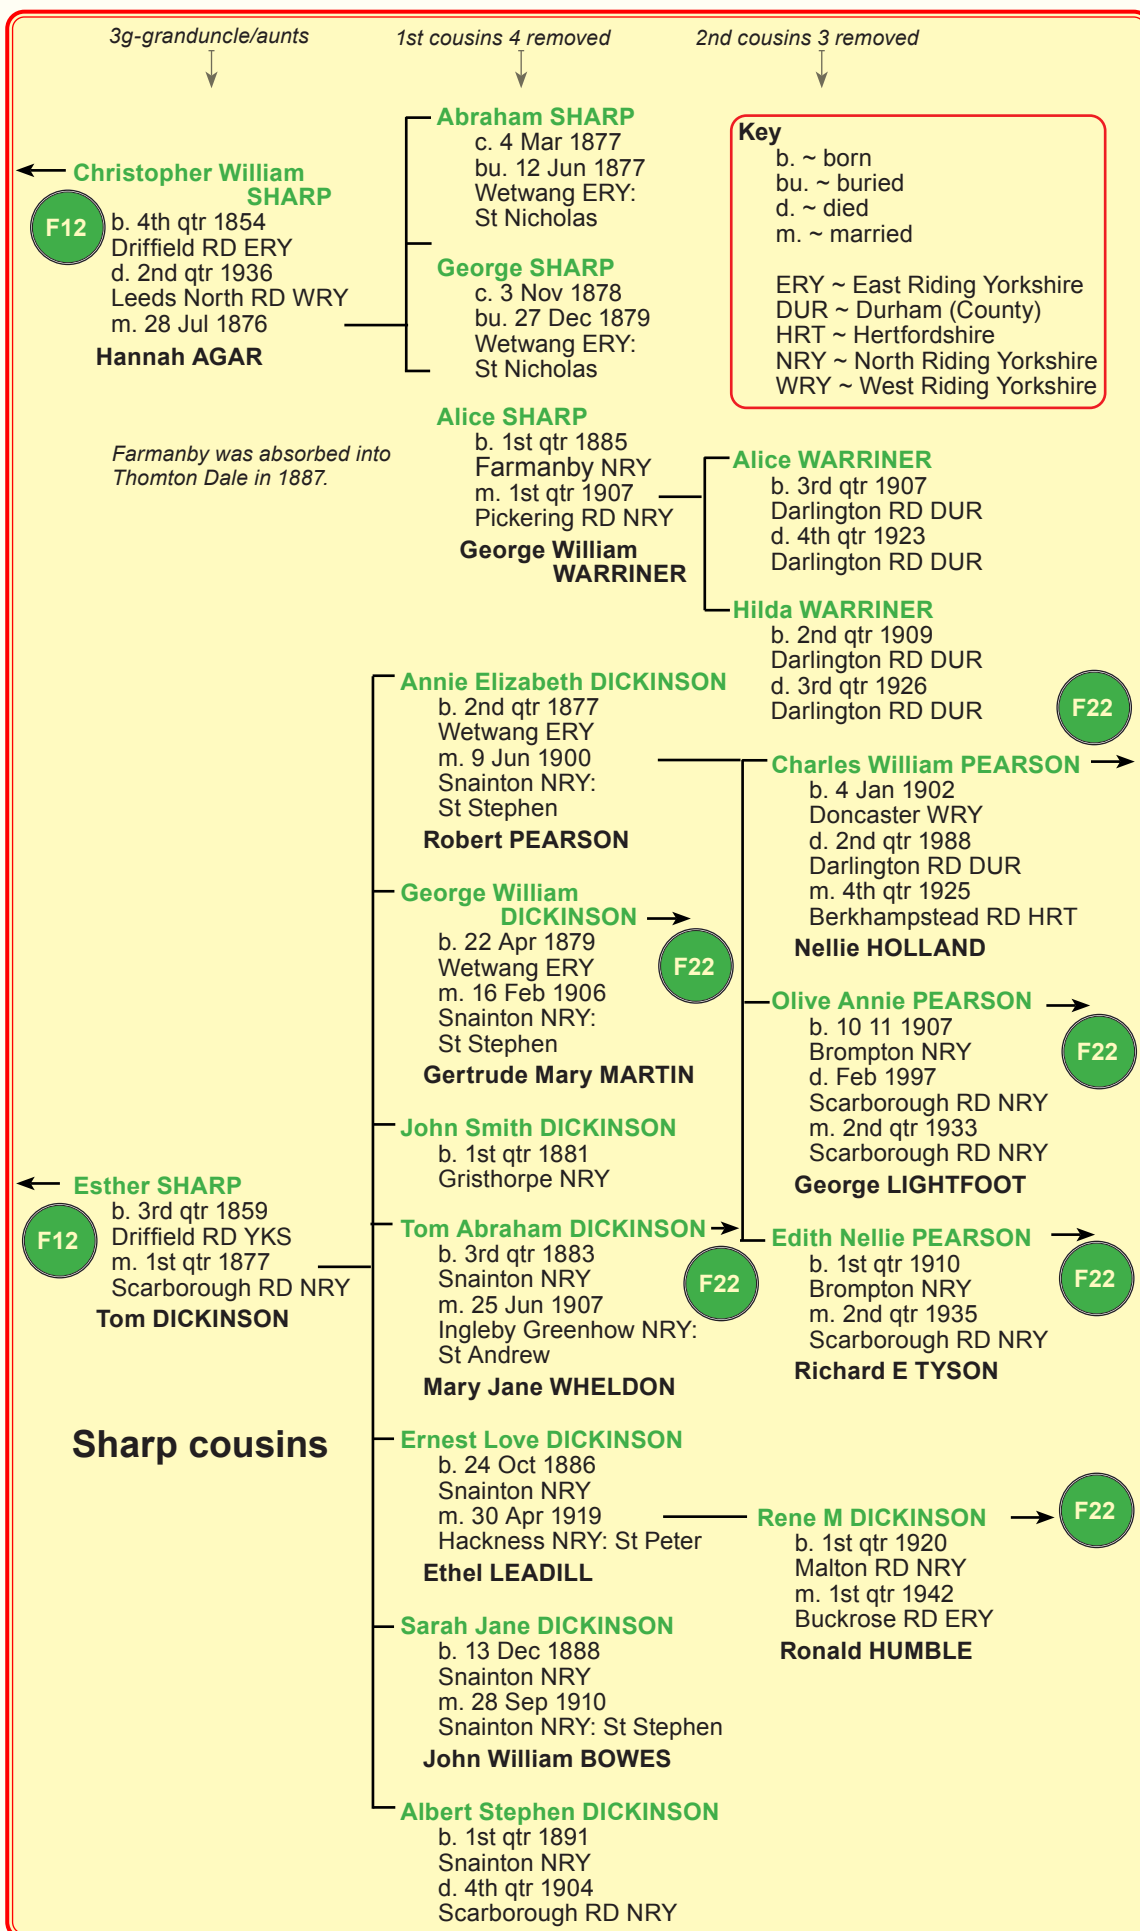 3g-granduncle/aunts
1st cousins 4 removed
2nd cousins 3 removed
Christopher William
SHARP
F12
b. 4th qtr 1854
Driffield RD ERY
d. 2nd qtr 1936
Leeds North RD WRY
m. 28 Jul 1876
Hannah AGAR
Farmanby was absorbed into
Thomton Dale in 1887.
Abraham SHARP
c. 4 Mar 1877
bu. 12 Jun 1877
Wetwang ERY:
St Nicholas
George SHARP
c. 3 Nov 1878
bu. 27 Dec 1879
Wetwang ERY:
St Nicholas
Alice SHARP
b. 1st qtr 1885
Farmanby NRY
m. 1st qtr 1907
Pickering RD NRY
George William
WARRINER
Key
b. ~ born
bu. ~ buried
d. ~ died
m. ~ married
ERY ~ East Riding Yorkshire
DUR ~ Durham (County)
HRT ~ Hertfordshire
NRY ~ North Riding Yorkshire
WRY ~ West Riding Yorkshire
Alice WARRINER
b. 3rd qtr 1907
Darlington RD DUR
d. 4th qtr 1923
Darlington RD DUR
Hilda WARRINER
b. 2nd qtr 1909
Darlington RD DUR
d. 3rd qtr 1926
Darlington RD DUR
Esther SHARP
F12
b. 3rd qtr 1859
Driffield RD YKS
m. 1st qtr 1877
Scarborough RD NRY
Tom DICKINSON
Sharp cousins
Annie Elizabeth DICKINSON
b. 2nd qtr 1877
Wetwang ERY
m. 9 Jun 1900
Snainton NRY:
St Stephen
Robert PEARSON
George William
DICKINSON
F22
b. 22 Apr 1879
Wetwang ERY
m. 16 Feb 1906
Snainton NRY:
St Stephen
Gertrude Mary MARTIN
John Smith DICKINSON
b. 1st qtr 1881
Gristhorpe NRY
Tom Abraham DICKINSON
F22
b. 3rd qtr 1883
Snainton NRY
m. 25 Jun 1907
Ingleby Greenhow NRY:
St Andrew
Mary Jane WHELDON
Ernest Love DICKINSON
b. 24 Oct 1886
Snainton NRY
m. 30 Apr 1919
Hackness NRY: St Peter
Ethel LEADILL
Sarah Jane DICKINSON
b. 13 Dec 1888
Snainton NRY
m. 28 Sep 1910
Snainton NRY: St Stephen
John William BOWES
Albert Stephen DICKINSON
b. 1st qtr 1891
Snainton NRY
d. 4th qtr 1904
Scarborough RD NRY
F22
Charles William PEARSON
b. 4 Jan 1902
Doncaster WRY
d. 2nd qtr 1988
Darlington RD DUR
m. 4th qtr 1925
Berkhampstead RD HRT
Nellie HOLLAND
Olive Annie PEARSON
F22
b. 10 11 1907
Brompton NRY
d. Feb 1997
Scarborough RD NRY
m. 2nd qtr 1933
Scarborough RD NRY
George LIGHTFOOT
Edith Nellie PEARSON
F22
b. 1st qtr 1910
Brompton NRY
m. 2nd qtr 1935
Scarborough RD NRY
Richard E TYSON
Rene M DICKINSON
F22
b. 1st qtr 1920
Malton RD NRY
m. 1st qtr 1942
Buckrose RD ERY
Ronald HUMBLE